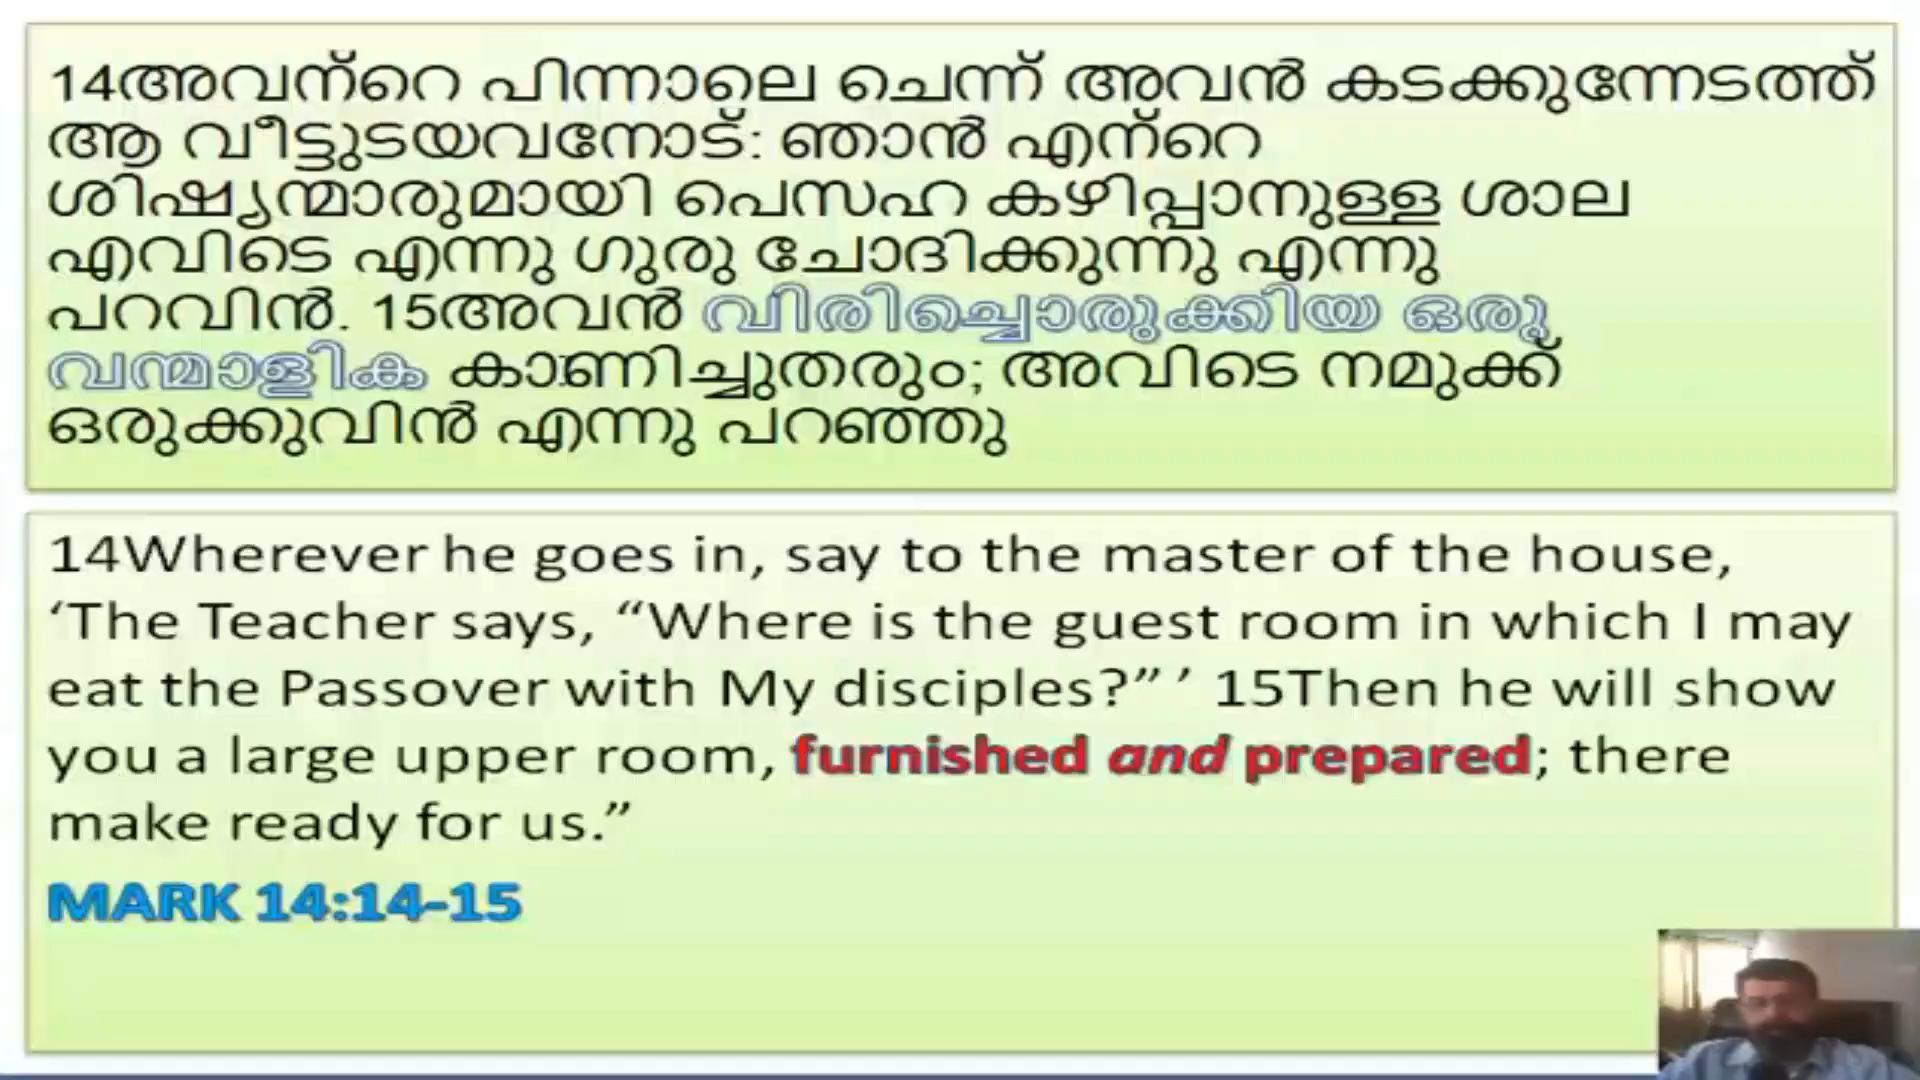 14അവന്റെ പിന്നാലെ ചെന്ന് അവൻ കടക്കുന്നേടത്ത്
ആ വീട്ടുടയവനോട്: ഞാൻ എന്റെ
ശിഷ്യന്മാരുമായി പെസഹ കഴിപ്പാനുള്ള ശാല
എവിടെ എന്നു ഗുരു ചോദിക്കുന്നു എന്നു
പറവിൻ. 15അവൻ വിരിച്ചൊരുക്കിയ ഒരു
വന്മാളിക കാണിച്ചുതരും; അവിടെ നമുക്ക്
ഒരുക്കുവിൻ എന്നു പറഞ്ഞു
14Wherever he goes in, say to the master of the house,
‘The Teacher says, “Where is the guest room in which I may
eat the Passover with My disciples?” ’ 15Then he will show
you a large upper room, furnished and prepared; there
make ready for us.”
MARK 14:14-15